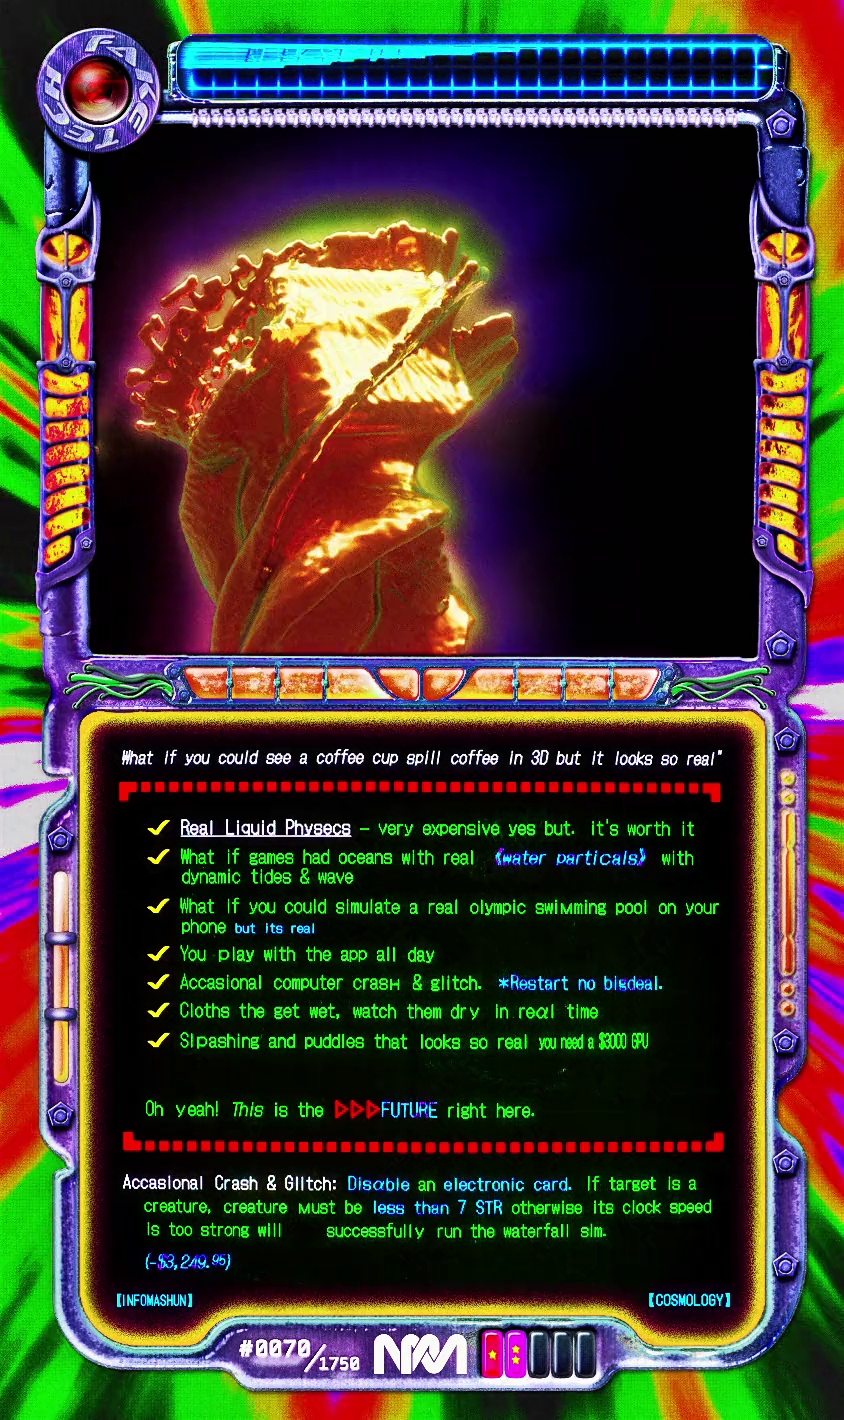 FAKE TECH
What if you could see a coffee cup spill coffee in 3D but it looks so real"
Real Liquid Physecs – very expensive yes but. it's worth it
What if games had oceans with real 《water particals》 with
dynamic tides & wave
What if you could simulate a real olympic swimming pool on your
phone but its real
You play with the app all day
Accasional computer crash & glitch. *Restart no bigdeal.
Cloths the get wet, watch them dry in real time
Slpashing and puddles that looks so real you need a $3000 GPU
Oh yeah! This is the ▷▷▷FUTURE right here.
Accasional Crash & Glitch: Disable an electronic card. If target is a
creature, creature must be less than 7 STR otherwise its clock speed
is too strong will successfully run the waterfall sim.
(-$3,249.95)
【INFOMASHUN】 【COSMOLOGY】
#0070/1750